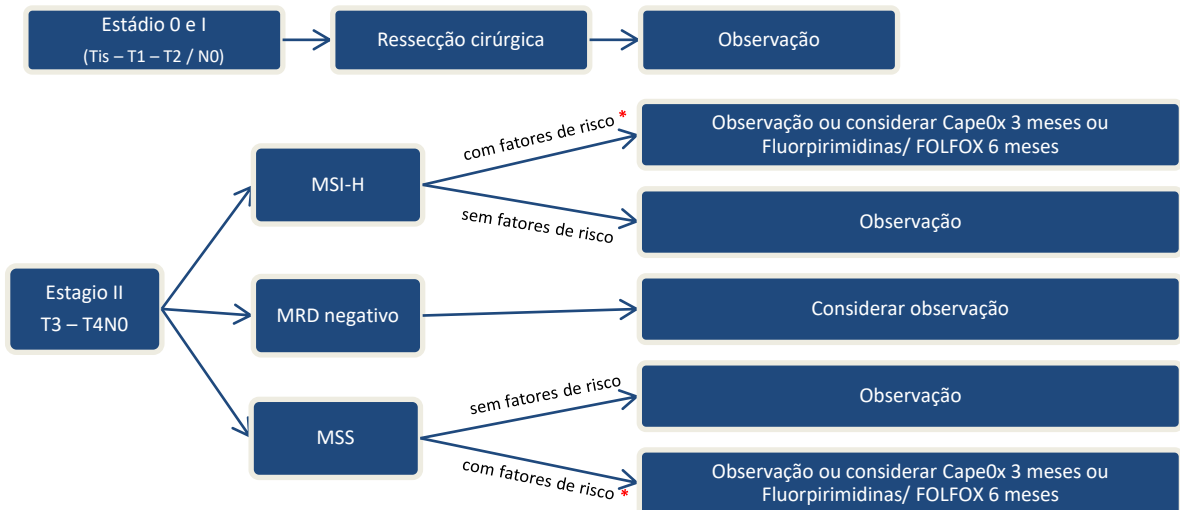 Estádio 0 e I
(Tis – T1 – T2 / N0)
Ressecção cirúrgica
Observação
com fatores de risco *
Observação ou considerar Cape0x 3 meses ou
Fluorpirimidinas/ FOLFOX 6 meses
MSI-H
sem fatores de risco
Observação
Estagio II
T3 – T4N0
MRD negativo
Considerar observação
sem fatores de risco
Observação
MSS
com fatores de risco *
Observação ou considerar Cape0x 3 meses ou
Fluorpirimidinas/ FOLFOX 6 meses